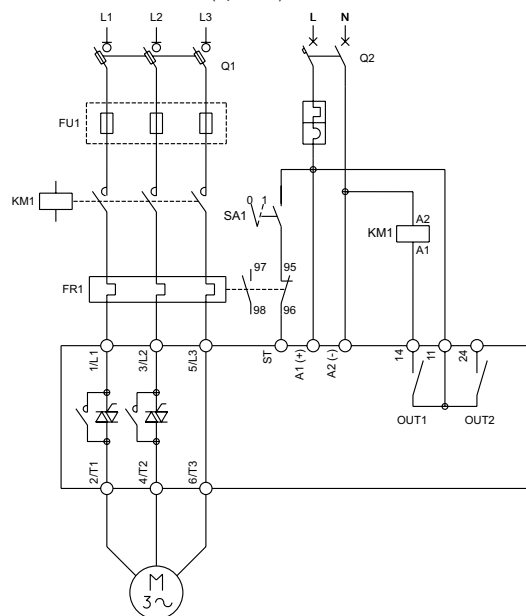 L1 L2 L3 L N
Q1 Q2
FU1
0 1
KM1 SA1 A2
KM1
A1
97 95
FR1
98 96
1/L1 3/L2 5/L3 ST A1 (+) A2 (-) 14 11 24
OUT1 OUT2
2/T1 4/T2 6/T3
M
3~